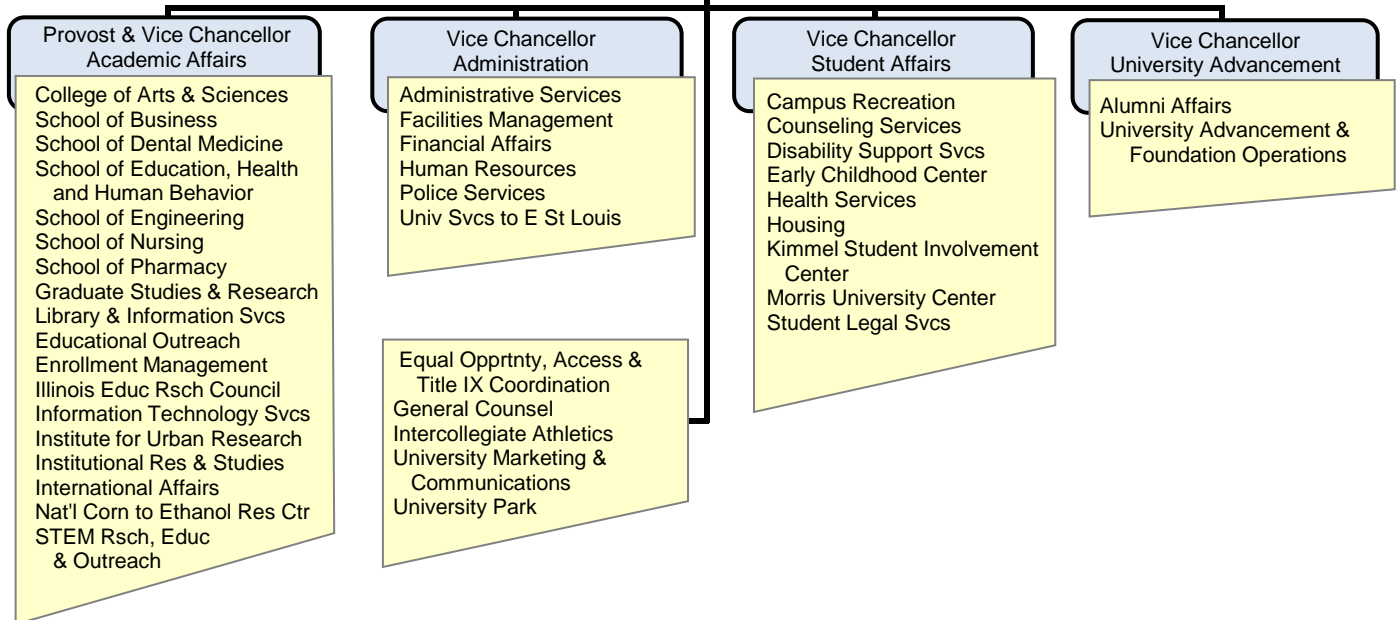 Provost & Vice Chancellor
Academic Affairs
College of Arts & Sciences
School of Business
School of Dental Medicine
School of Education, Health
and Human Behavior
School of Engineering
School of Nursing
School of Pharmacy
Graduate Studies & Research
Library & Information Svcs
Educational Outreach
Enrollment Management
Illinois Educ Rsch Council
Information Technology Svcs
Institute for Urban Research
Institutional Res & Studies
International Affairs
Nat'l Corn to Ethanol Res Ctr
STEM Rsch, Educ
& Outreach
Vice Chancellor
Administration
Administrative Services
Facilities Management
Financial Affairs
Human Resources
Police Services
Univ Svcs to E St Louis
Equal Opprtnty, Access &
Title IX Coordination
General Counsel
Intercollegiate Athletics
University Marketing &
Communications
University Park
Vice Chancellor
Student Affairs
Campus Recreation
Counseling Services
Disability Support Svcs
Early Childhood Center
Health Services
Housing
Kimmel Student Involvement
Center
Morris University Center
Student Legal Svcs
Vice Chancellor
University Advancement
Alumni Affairs
University Advancement &
Foundation Operations